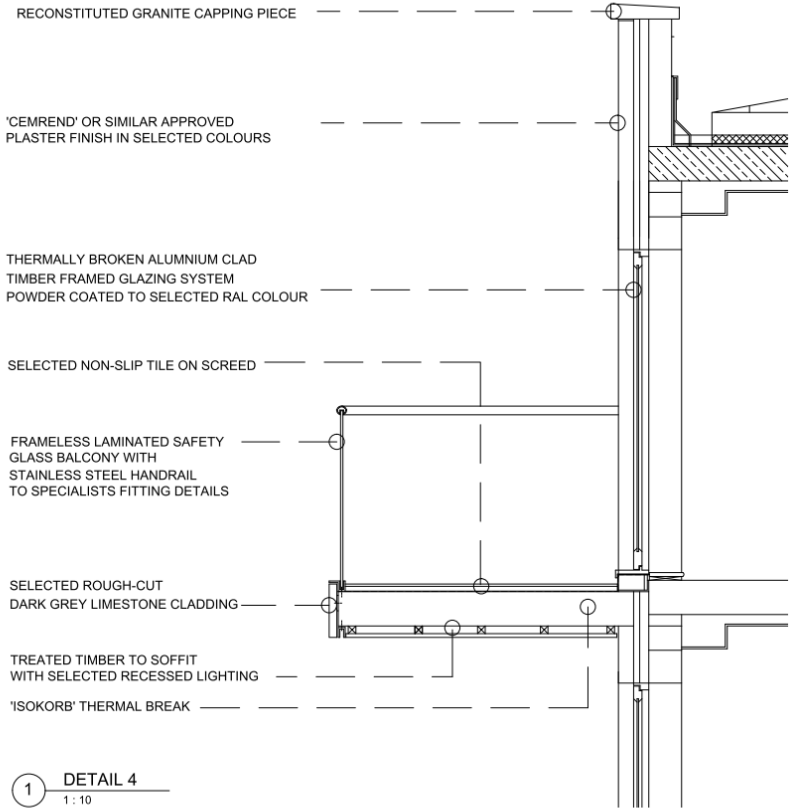 RECONSTITUTED GRANITE CAPPING PIECE
'CEMREND' OR SIMILAR APPROVED
PLASTER FINISH IN SELECTED COLOURS
THERMALLY BROKEN ALUMNIUM CLAD
TIMBER FRAMED GLAZING SYSTEM
POWDER COATED TO SELECTED RAL COLOUR
SELECTED NON-SLIP TILE ON SCREED
FRAMELESS LAMINATED SAFETY
GLASS BALCONY WITH
STAINLESS STEEL HANDRAIL
TO SPECIALISTS FITTING DETAILS
SELECTED ROUGH-CUT
DARK GREY LIMESTONE CLADDING
TREATED TIMBER TO SOFFIT
WITH SELECTED RECESSED LIGHTING
'ISOKORB' THERMAL BREAK
1 DETAIL 4
1 : 10